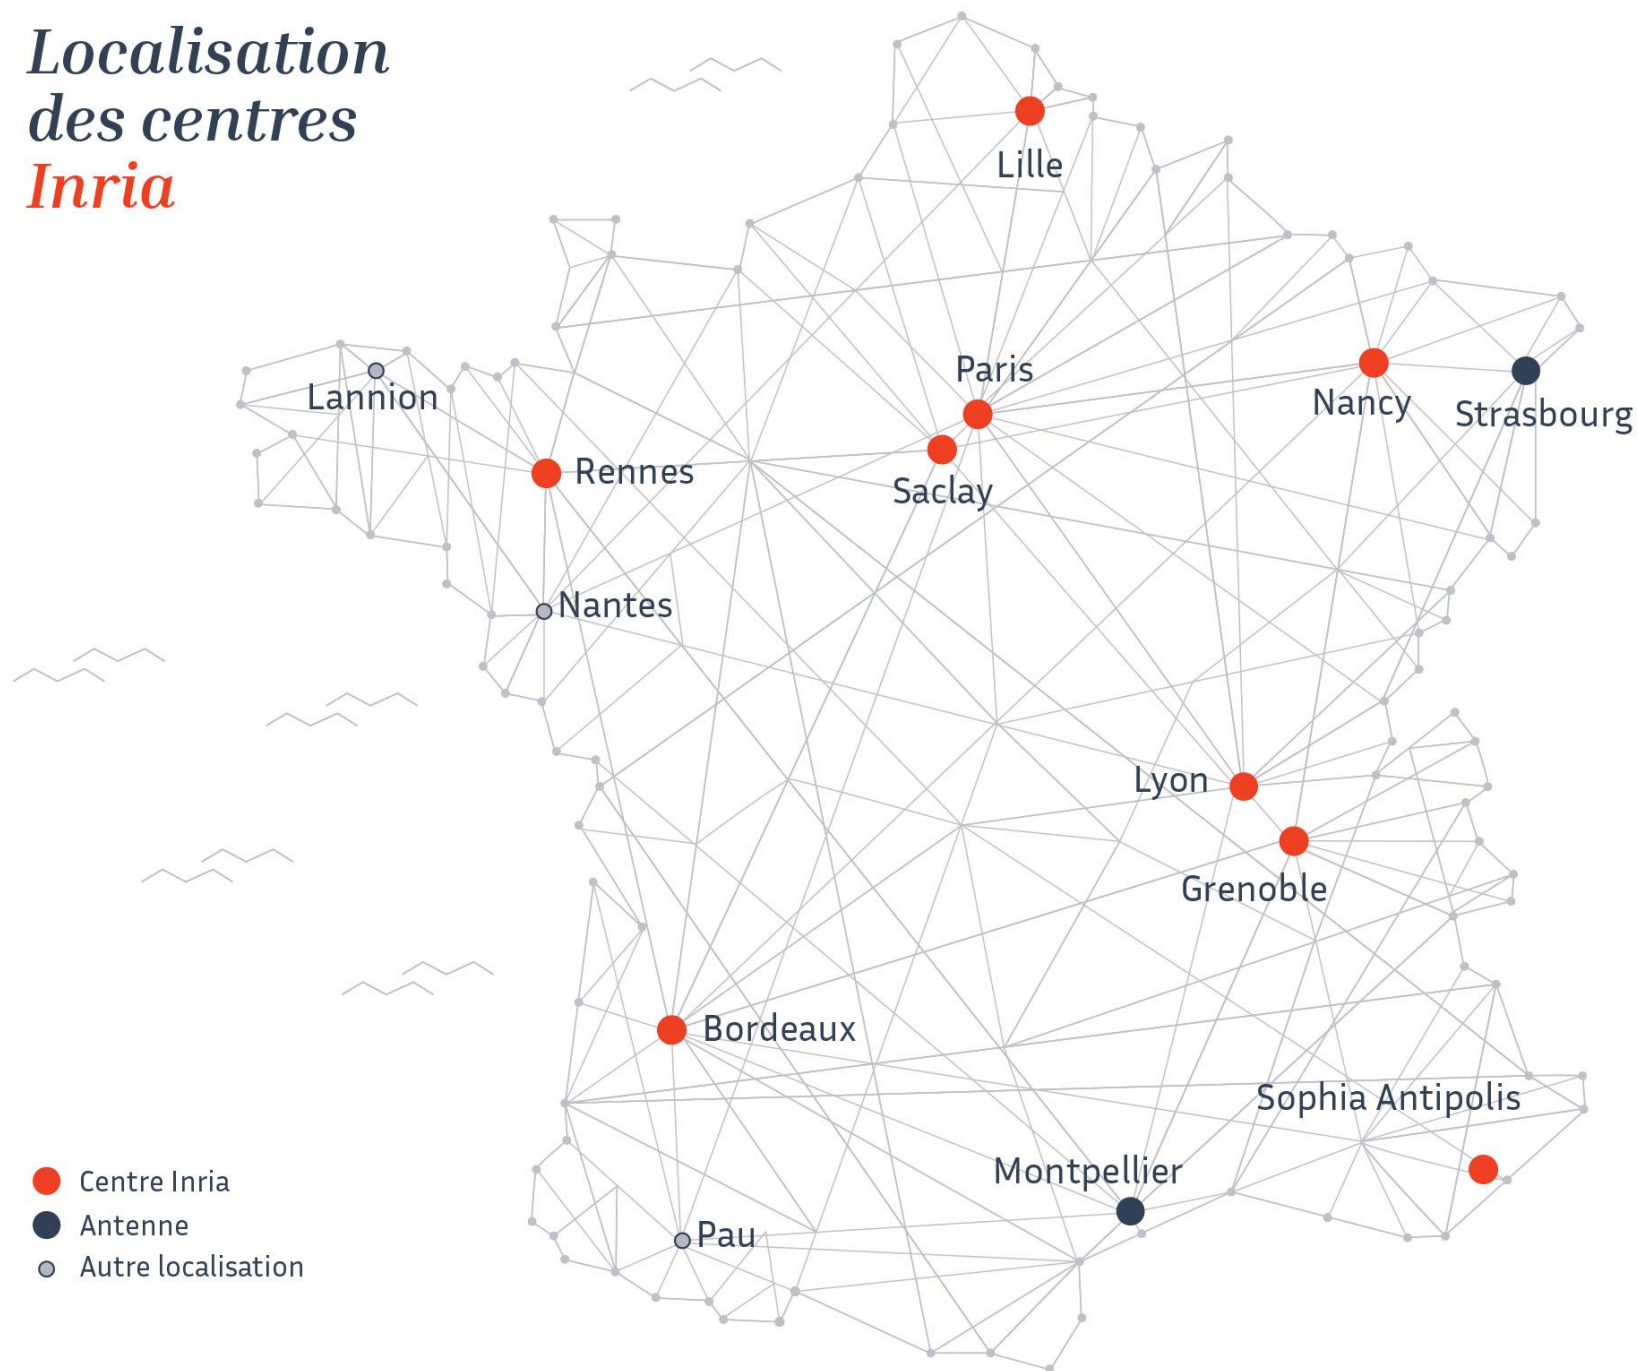 Localisation
des centres
Inria
Lille
Paris
Lannion
Nancy
Strasbourg
Rennes
Saclay
Nantes
Lyon
Grenoble
Bordeaux
Sophia Antipolis
Montpellier
Pau
Centre Inria
Antenne
Autre localisation